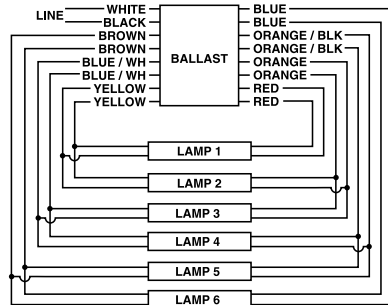 LINE
WHITE
BLACK
BROWN
BROWN
BLUE / WH
BLUE / WH
YELLOW
YELLOW
BALLAST
BLUE
BLUE
ORANGE / BLK
ORANGE / BLK
ORANGE
ORANGE
RED
RED
LAMP 1
LAMP 2
LAMP 3
LAMP 4
LAMP 5
LAMP 6